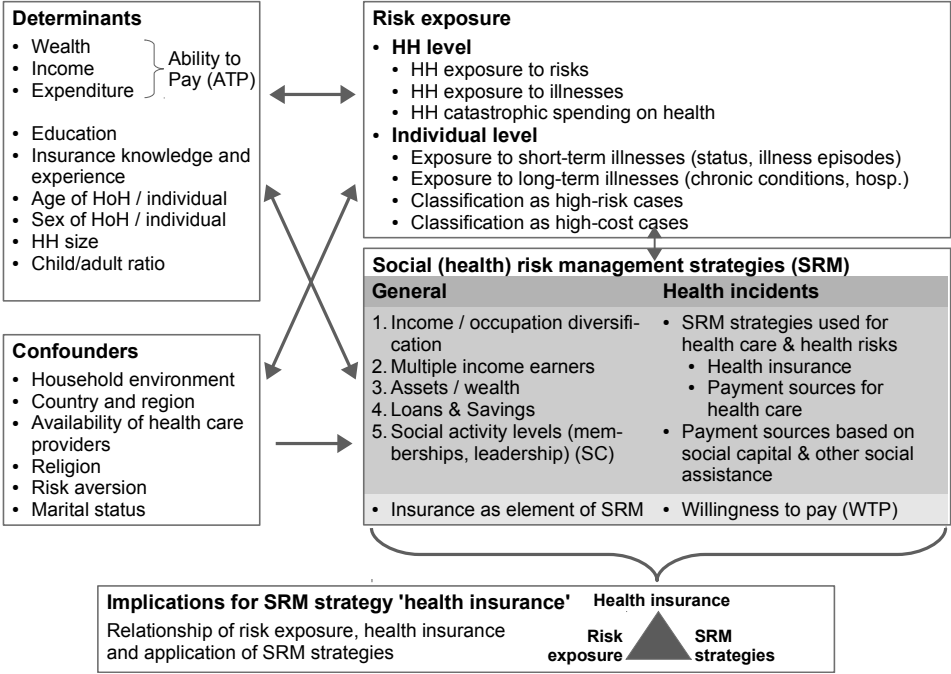 Determinants
• Wealth
• Income
• Expenditure
Ability to
Pay (ATP)
• Education
• Insurance knowledge and
experience
• Age of HoH / individual
• Sex of HoH / individual
• HH size
• Child/adult ratio
Confounders
• Household environment
• Country and region
• Availability of health care
providers
• Religion
• Risk aversion
• Marital status
Risk exposure
• HH level
• HH exposure to risks
• HH exposure to illnesses
• HH catastrophic spending on health
• Individual level
• Exposure to short-term illnesses (status, illness episodes)
• Exposure to long-term illnesses (chronic conditions, hosp.)
• Classification as high-risk cases
• Classification as high-cost cases
Social (health) risk management strategies (SRM)
General
1. Income / occupation diversifi-
cation
2. Multiple income earners
3. Assets / wealth
4. Loans & Savings
5. Social activity levels (mem-
berships, leadership) (SC)
• Insurance as element of SRM
Health incidents
• SRM strategies used for
health care & health risks
• Health insurance
• Payment sources for
health care
• Payment sources based on
social capital & other social
assistance
• Willingness to pay (WTP)
Implications for SRM strategy 'health insurance'
Relationship of risk exposure, health insurance
and application of SRM strategies
Health insurance
Risk
exposure
SRM
strategies